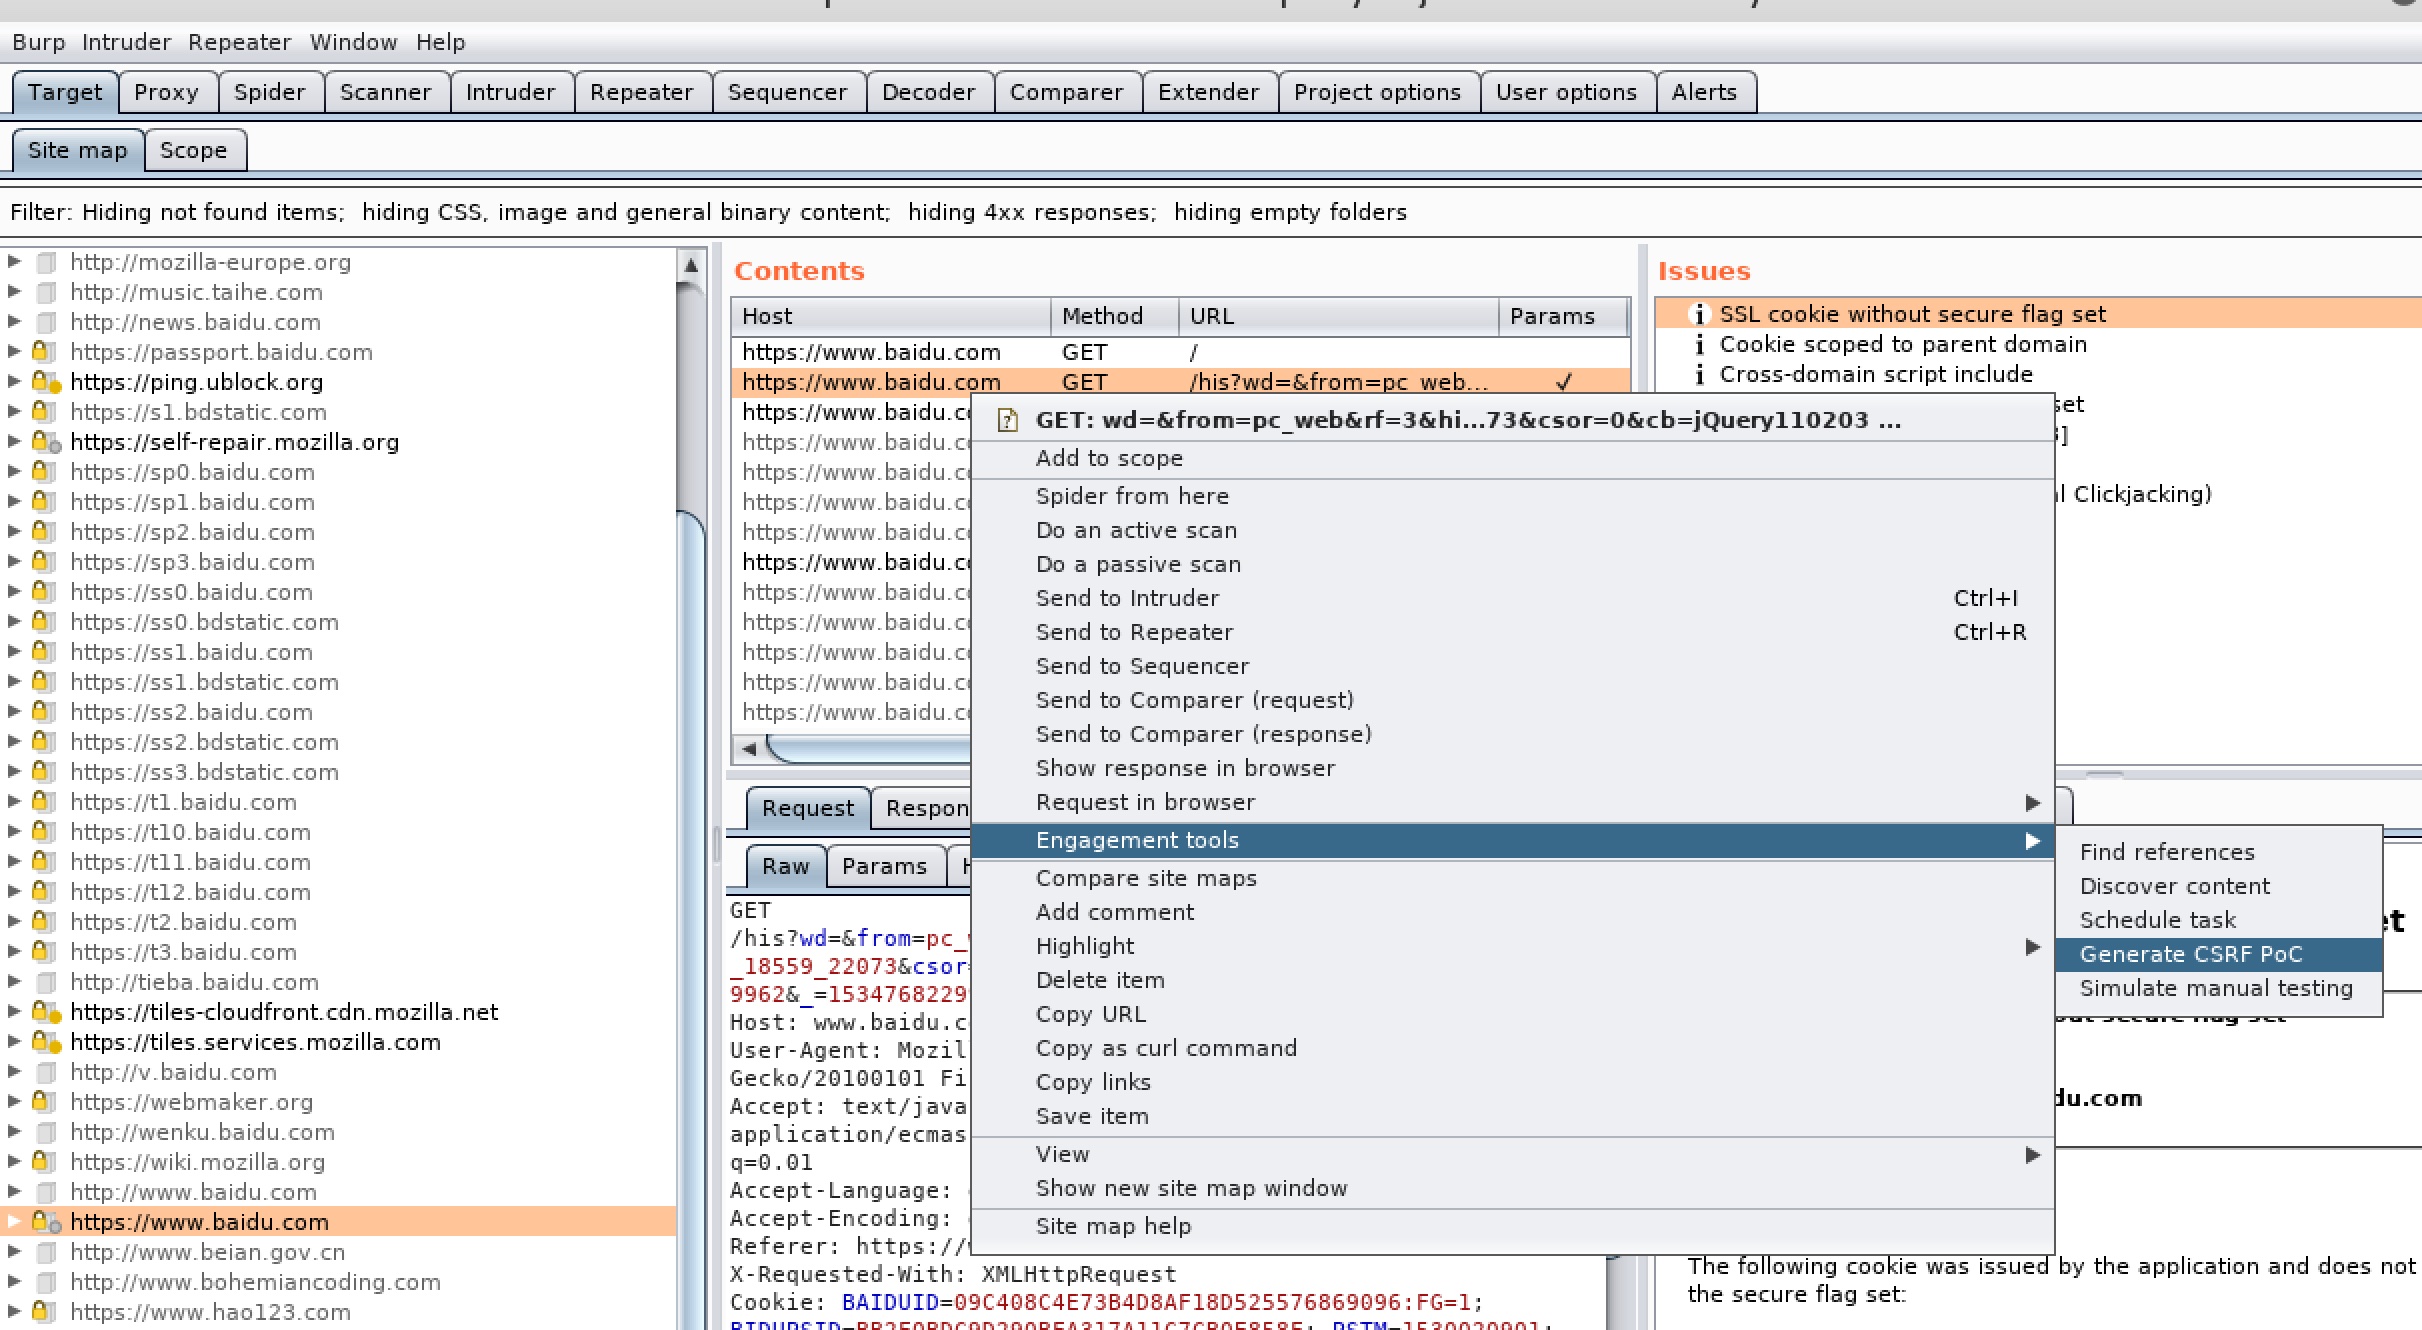 Burp Intruder Repeater Window Help
Target Proxy Spider Scanner Intruder Repeater Sequencer Decoder Comparer Extender Project options User options Alerts
Site map Scope
Filter: Hiding not found items; hiding CSS, image and general binary content; hiding 4xx responses; hiding empty folders
http://mozilla-europe.org
http://music.taihe.com
http://news.baidu.com
https://passport.baidu.com
https://ping.ublock.org
https://s1.bdstatic.com
https://self-repair.mozilla.org
https://sp0.baidu.com
https://sp1.baidu.com
https://sp2.baidu.com
https://sp3.baidu.com
https://ss0.baidu.com
https://ss0.bdstatic.com
https://ss1.baidu.com
https://ss1.bdstatic.com
https://ss2.baidu.com
https://ss2.bdstatic.com
https://ss3.bdstatic.com
https://t1.baidu.com
https://t10.baidu.com
https://t11.baidu.com
https://t12.baidu.com
https://t2.baidu.com
https://t3.baidu.com
http://tieba.baidu.com
https://tiles-cloudfront.cdn.mozilla.net
https://tiles.services.mozilla.com
http://v.baidu.com
https://webmaker.org
http://wenku.baidu.com
https://wiki.mozilla.org
http://www.baidu.com
https://www.baidu.com
http://www.beian.gov.cn
http://www.bohemiancoding.com
https://www.hao123.com
Contents
Host Method URL Params
https://www.baidu.com GET /
https://www.baidu.com GET /his?wd=&from=pc_web... ✓
https://www.baidu.c
https://www.baidu.c
https://www.baidu.c
https://www.baidu.c
https://www.baidu.c
https://www.baidu.c
https://www.baidu.c
https://www.baidu.c
https://www.baidu.c
https://www.baidu.c
https://www.baidu.c
GET: wd=&from=pc_web&rf=3&hi...73&csor=0&cb=jQuery110203 ...
Add to scope
Spider from here
Do an active scan
Do a passive scan
Send to Intruder Ctrl+I
Send to Repeater Ctrl+R
Send to Sequencer
Send to Comparer (request)
Send to Comparer (response)
Show response in browser
Request in browser
Engagement tools
Compare site maps
Add comment
Highlight
Delete item
Copy URL
Copy as curl command
Copy links
Save item
View
Show new site map window
Site map help
Find references
Discover content
Schedule task
Generate CSRF PoC
Simulate manual testing
Request Respon
Raw Params
GET
/his?wd=&from=pc_
_18559_22073&csor=
9962&_=1534768229
Host: www.baidu.c
User-Agent: Mozil
Gecko/20100101 Fi
Accept: text/java
application/ecmas
q=0.01
Accept-Language:
Accept-Encoding:
Referer: https://
X-Requested-With: XMLHttpRequest
Cookie: BAIDUID=09C408C4E73B4D8AF18D525576869096:FG=1;
Issues
SSL cookie without secure flag set
Cookie scoped to parent domain
Cross-domain script include
set
]
l Clickjacking)
et
du.com
The following cookie was issued by the application and does not
the secure flag set: